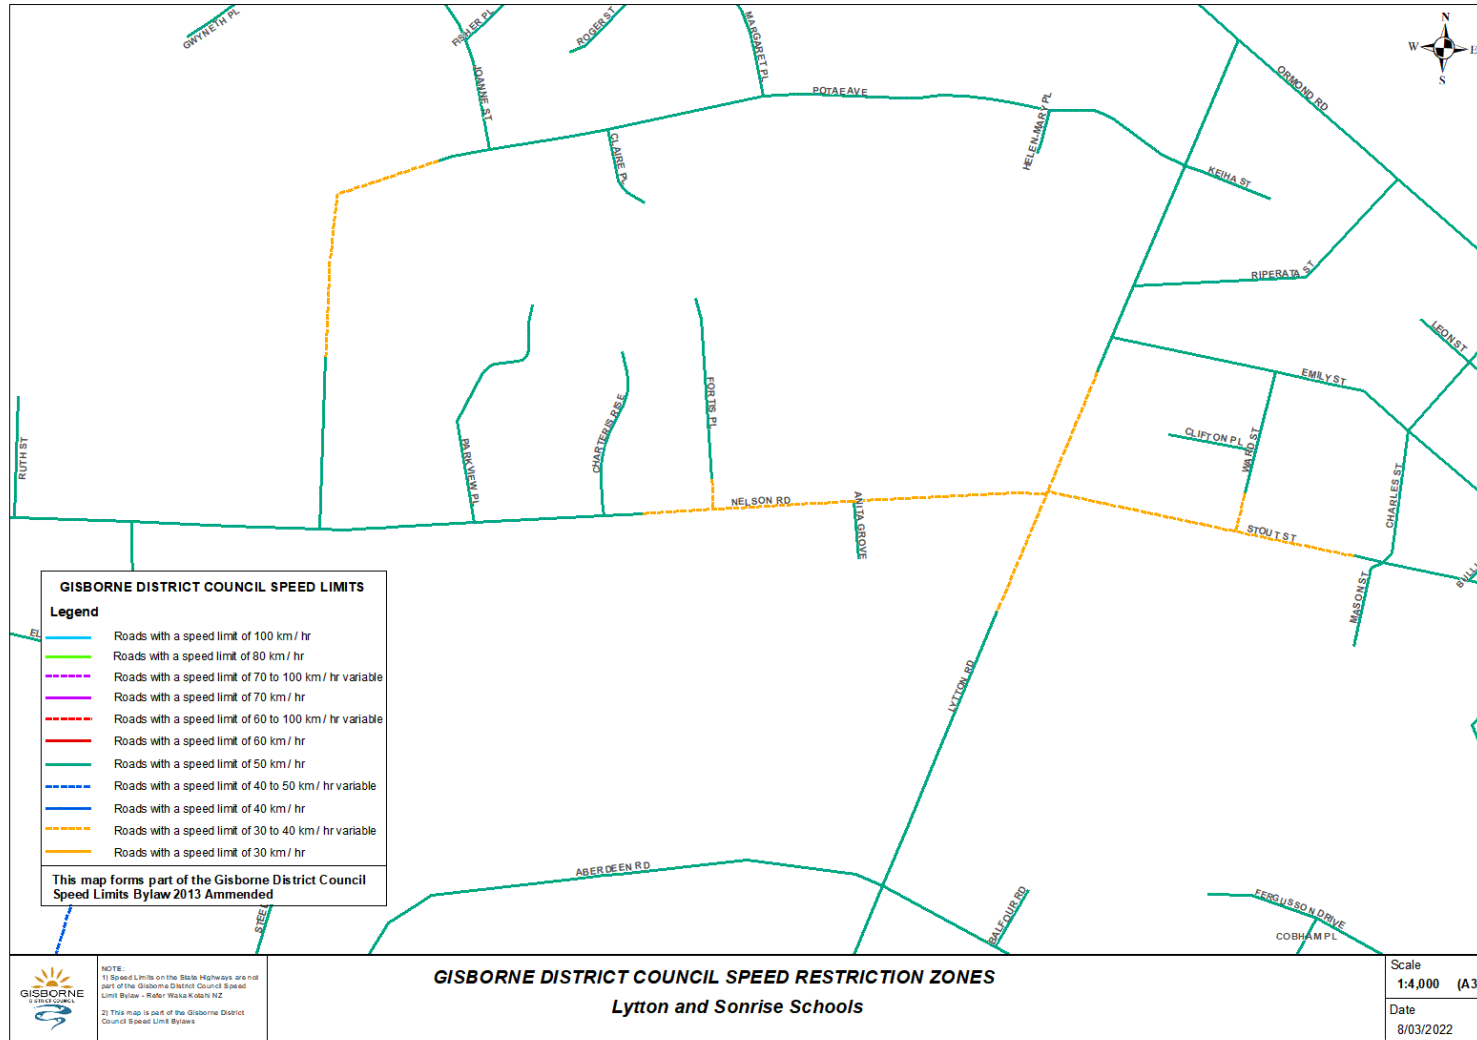 GWYNETH PL
FISHER PL
ROGER ST
MARGARET PL
JOANNE ST
POTAE AVE
ORMOND RD
N
W
E
S
CLAIRE PL
HELEN-MARY PL
KEIHA ST
RIPERATA ST
LEON ST
EMILY ST
FORTIS PL
CHARTERIS RISE
PARKVIEW PL
RUTH ST
CLIFTON PL
WARD ST
CHARLES ST
NELSON RD
ANITA GROVE
STOUT ST
MASON ST
BULL
LYTTON RD
EL
GISBORNE DISTRICT COUNCIL SPEED LIMITS
Legend
Roads with a speed limit of 100 km / hr
Roads with a speed limit of 80 km / hr
Roads with a speed limit of 70 to 100 km / hr variable
Roads with a speed limit of 70 km / hr
Roads with a speed limit of 60 to 100 km / hr variable
Roads with a speed limit of 60 km / hr
Roads with a speed limit of 50 km / hr
Roads with a speed limit of 40 to 50 km / hr variable
Roads with a speed limit of 40 km / hr
Roads with a speed limit of 30 to 40 km / hr variable
Roads with a speed limit of 30 km / hr
This map forms part of the Gisborne District Council
Speed Limits Bylaw 2013 Ammended
STEEL
ABERDEEN RD
BALFOUR RD
FERGUSSON DRIVE
COBHAM PL
GISBORNE
DISTRICT COUNCIL
NOTE:
1) Speed Limits on the State Highways are not
part of the Gisborne District Council Speed
Limit Bylaw - Refer Waka Kotahi NZ
2) This map is part of the Gisborne District
Council Speed Limit Bylaws
GISBORNE DISTRICT COUNCIL SPEED RESTRICTION ZONES
Lytton and Sonrise Schools
Scale
1:4,000 (A3
Date
8/03/2022